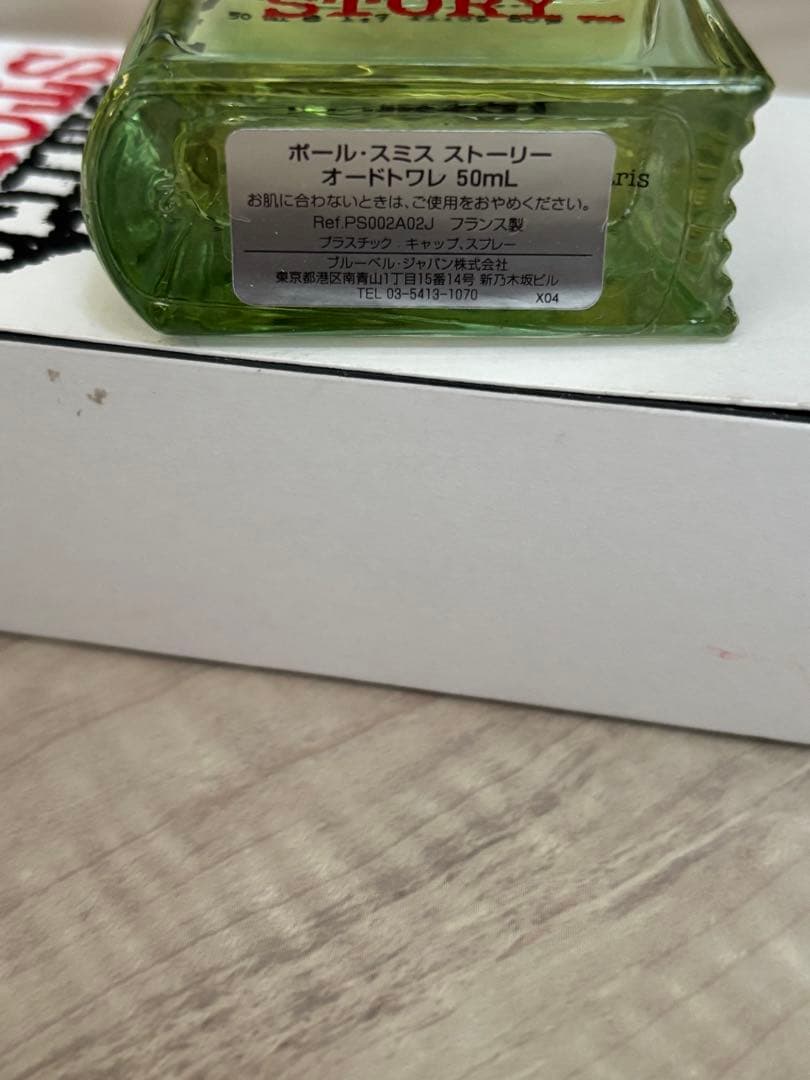 STORY
ポール・スミス ストーリー
オードトワレ 50mL
お肌に合わないときは、ご使用をおやめください。
Ref.PS002A02J フランス製
プラスチック:キャップ、スプレー
ブルーベル・ジャパン株式会社
東京都港区南青山1丁目15番14号 新乃木坂ビル
TEL 03-5413-1070 X04